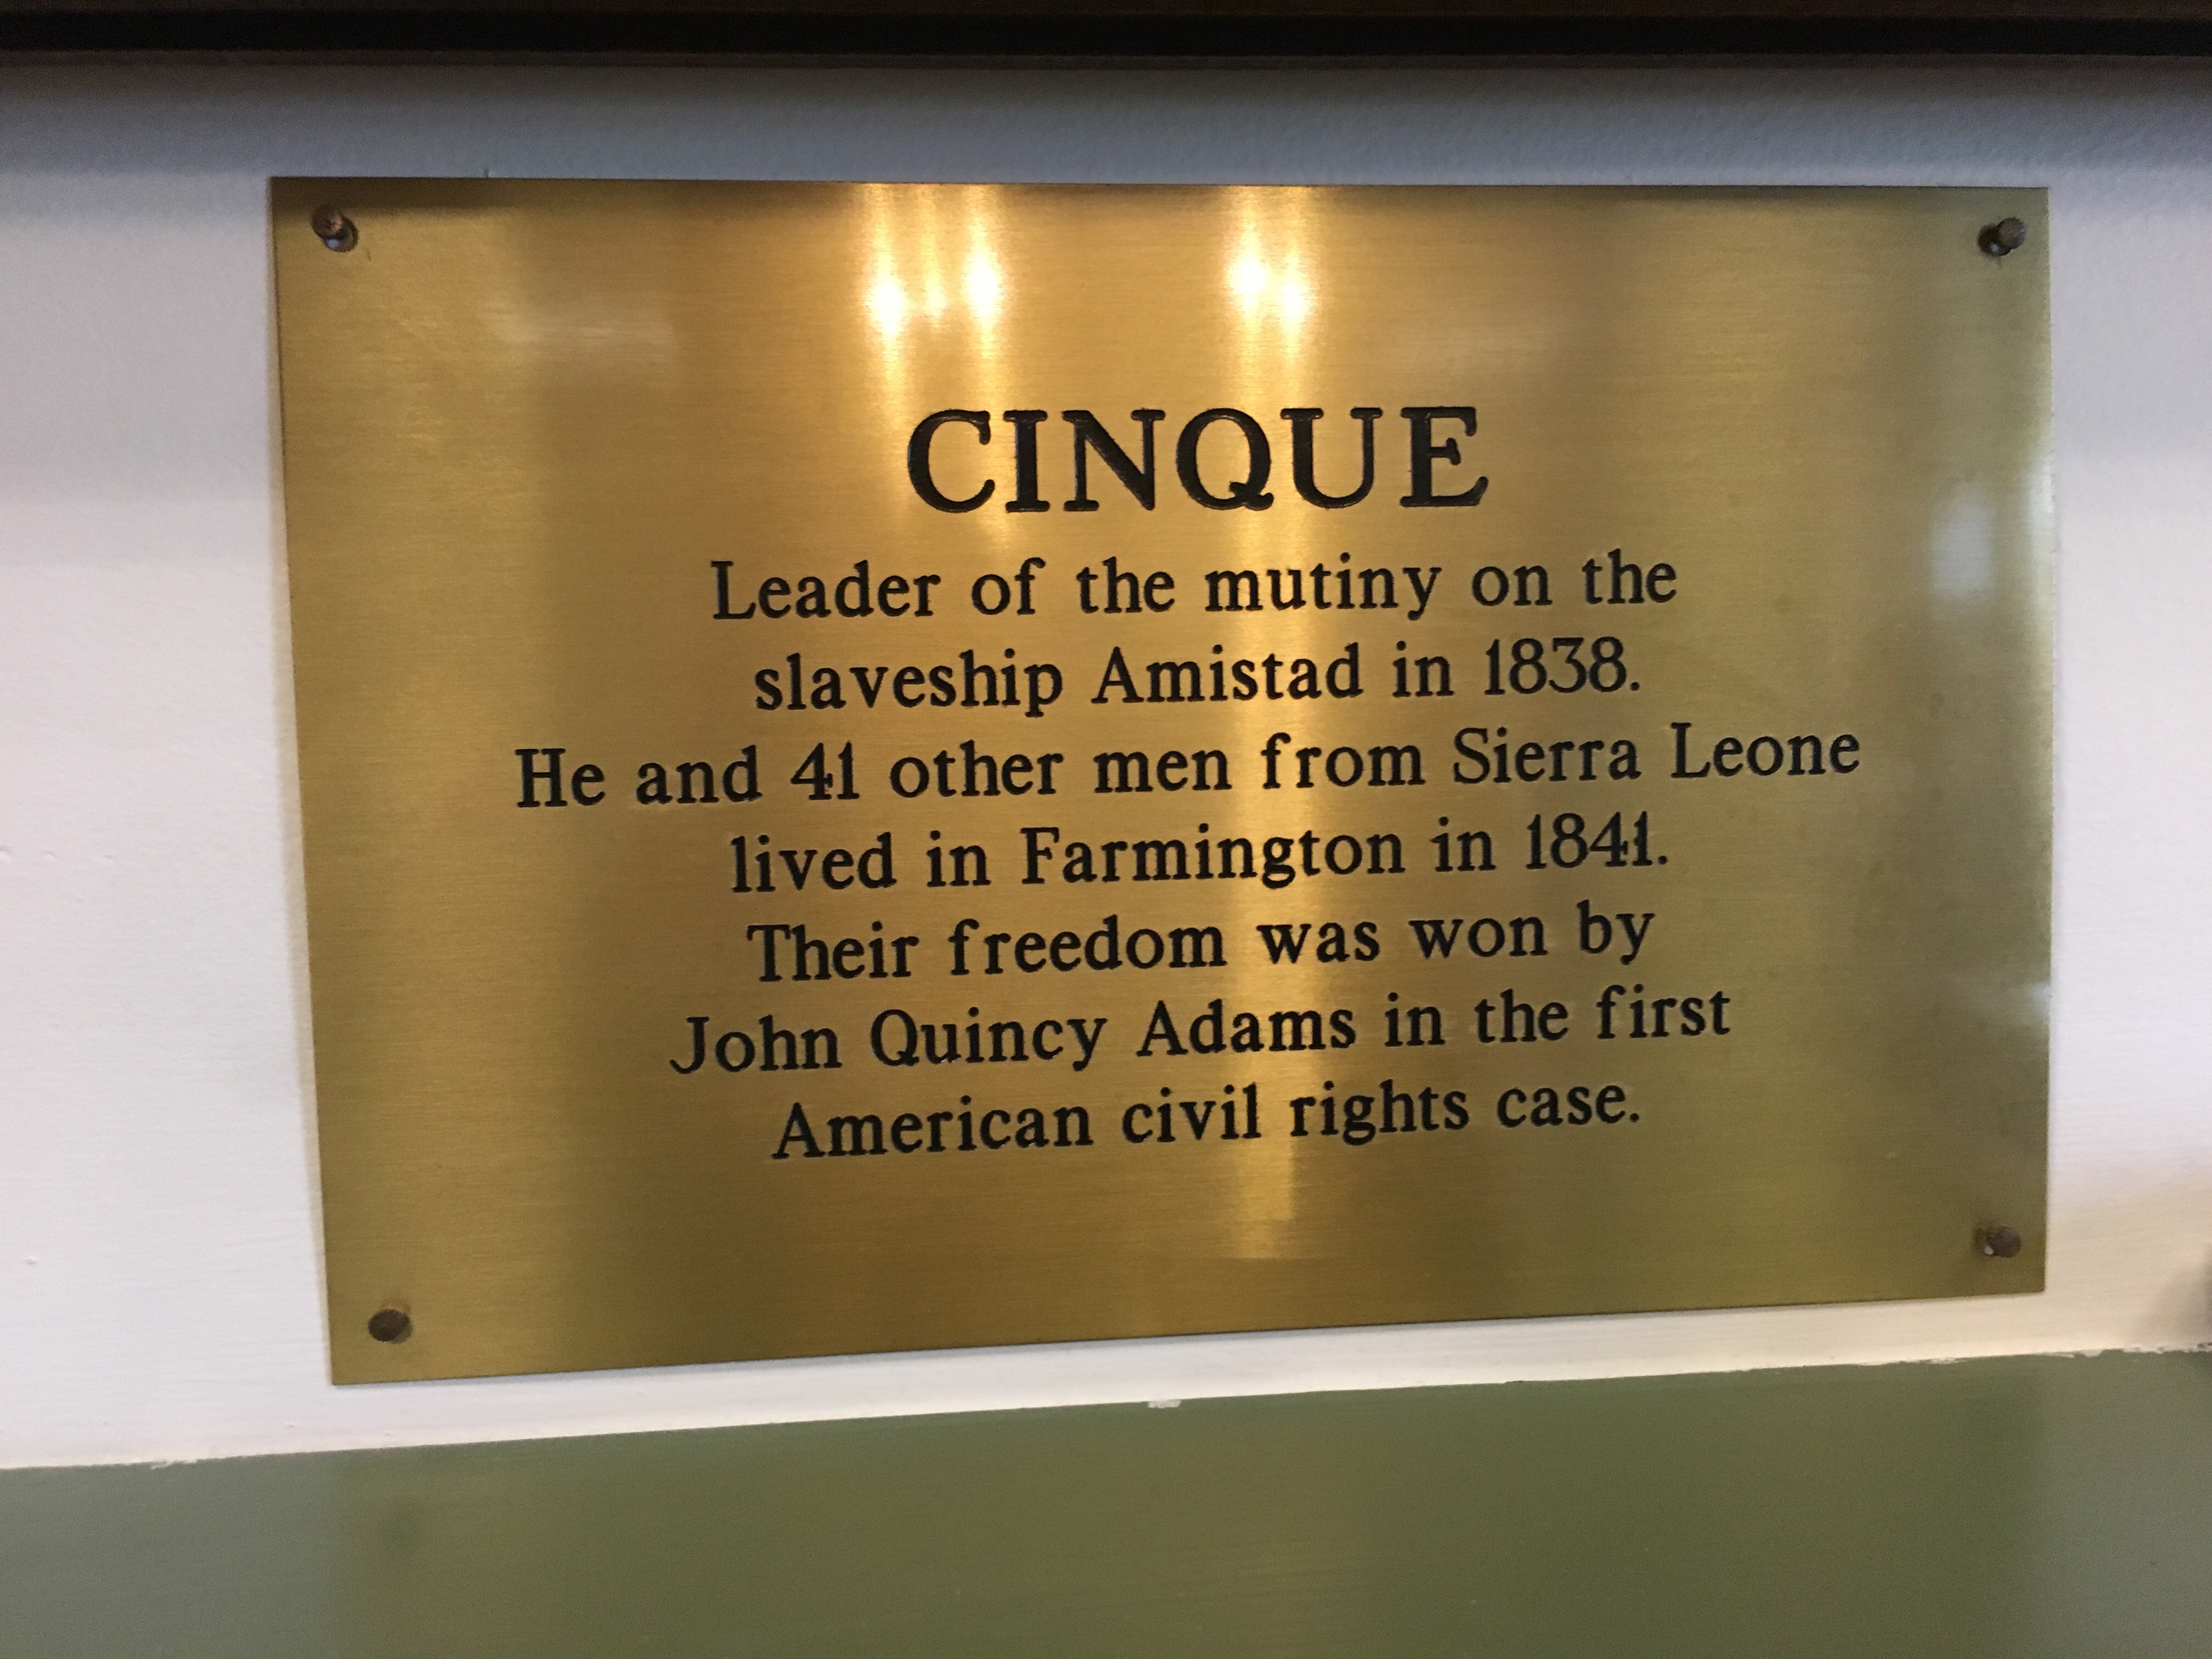 CINQUE
Leader of the mutiny on the
slaveship Amistad in 1838.
He and 41 other men from Sierra Leone
lived in Farmington in 1841.
Their freedom was won by
John Quincy Adams in the first
American civil rights case.